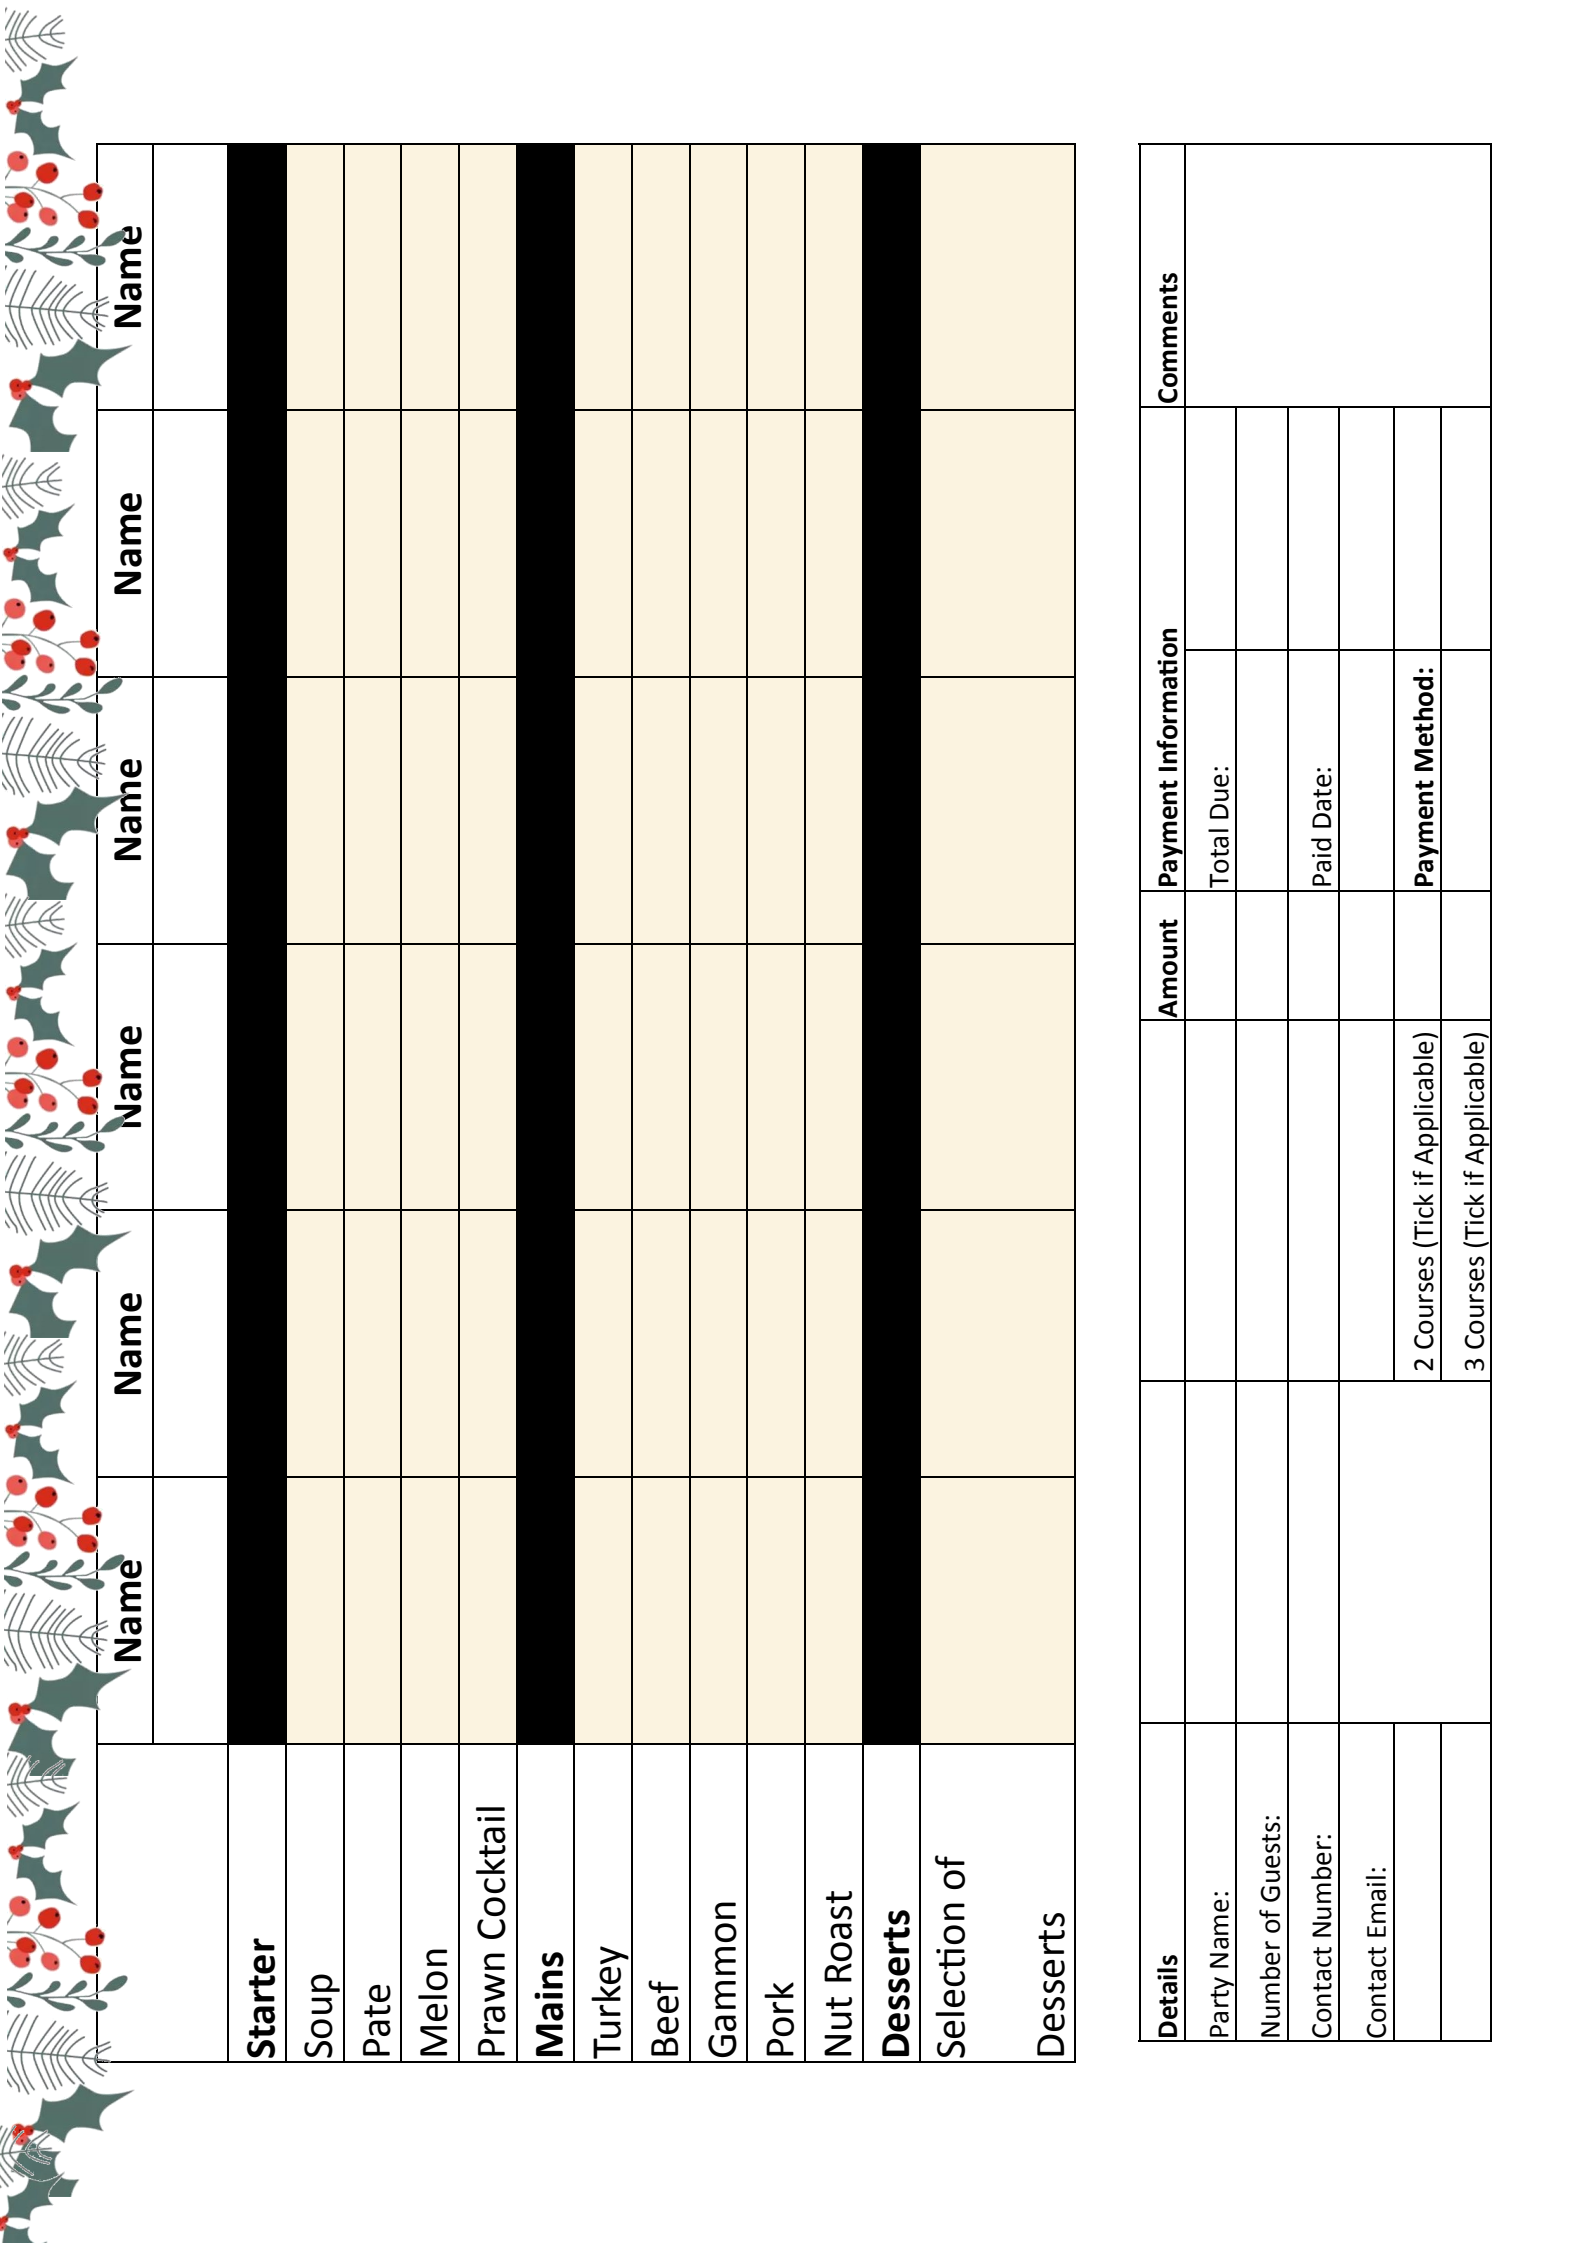 Name Name Name Name Name Name
Starter
Soup
Pate
Melon
Prawn Cocktail
Mains
Turkey
Beef
Gammon
Pork
Nut Roast
Desserts
Selection of
Desserts
Details Amount Payment Information Comments
Party Name: Total Due:
Number of Guests:
Contact Number: Paid Date:
Contact Email:
2 Courses (Tick if Applicable) Payment Method:
3 Courses (Tick if Applicable)